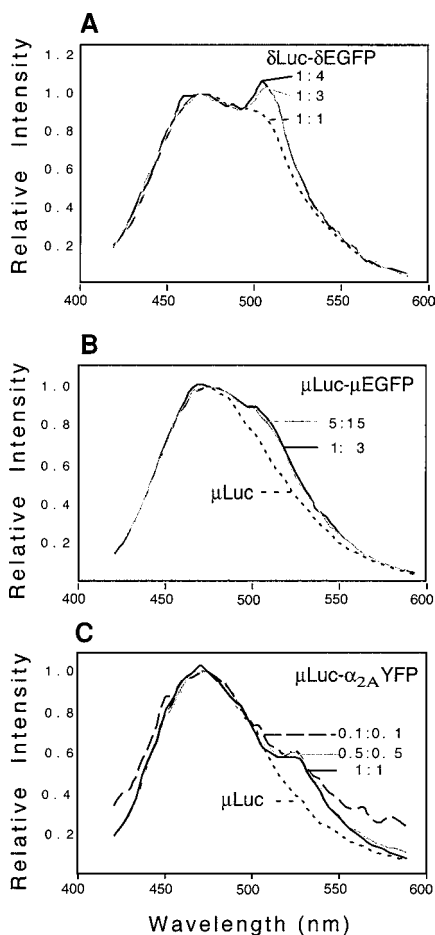 A
δLuc-δEGFP
1:4
1:3
1:1
1.2
1.0
0.8
0.6
0.4
0.2
Relative Intensity
400 450 500 550 600
B
μLuc-μEGFP
5:15
1: 3
μLuc
1.0
0.8
0.6
0.4
0.2
Relative Intensity
400 450 500 550 600
C
μLuc-α2AYFP
0.1:0.1
0.5:0.5
1:1
μLuc
1.0
0.8
0.6
0.4
0.2
Relative Intensity
400 450 500 550 600
Wavelength (nm)